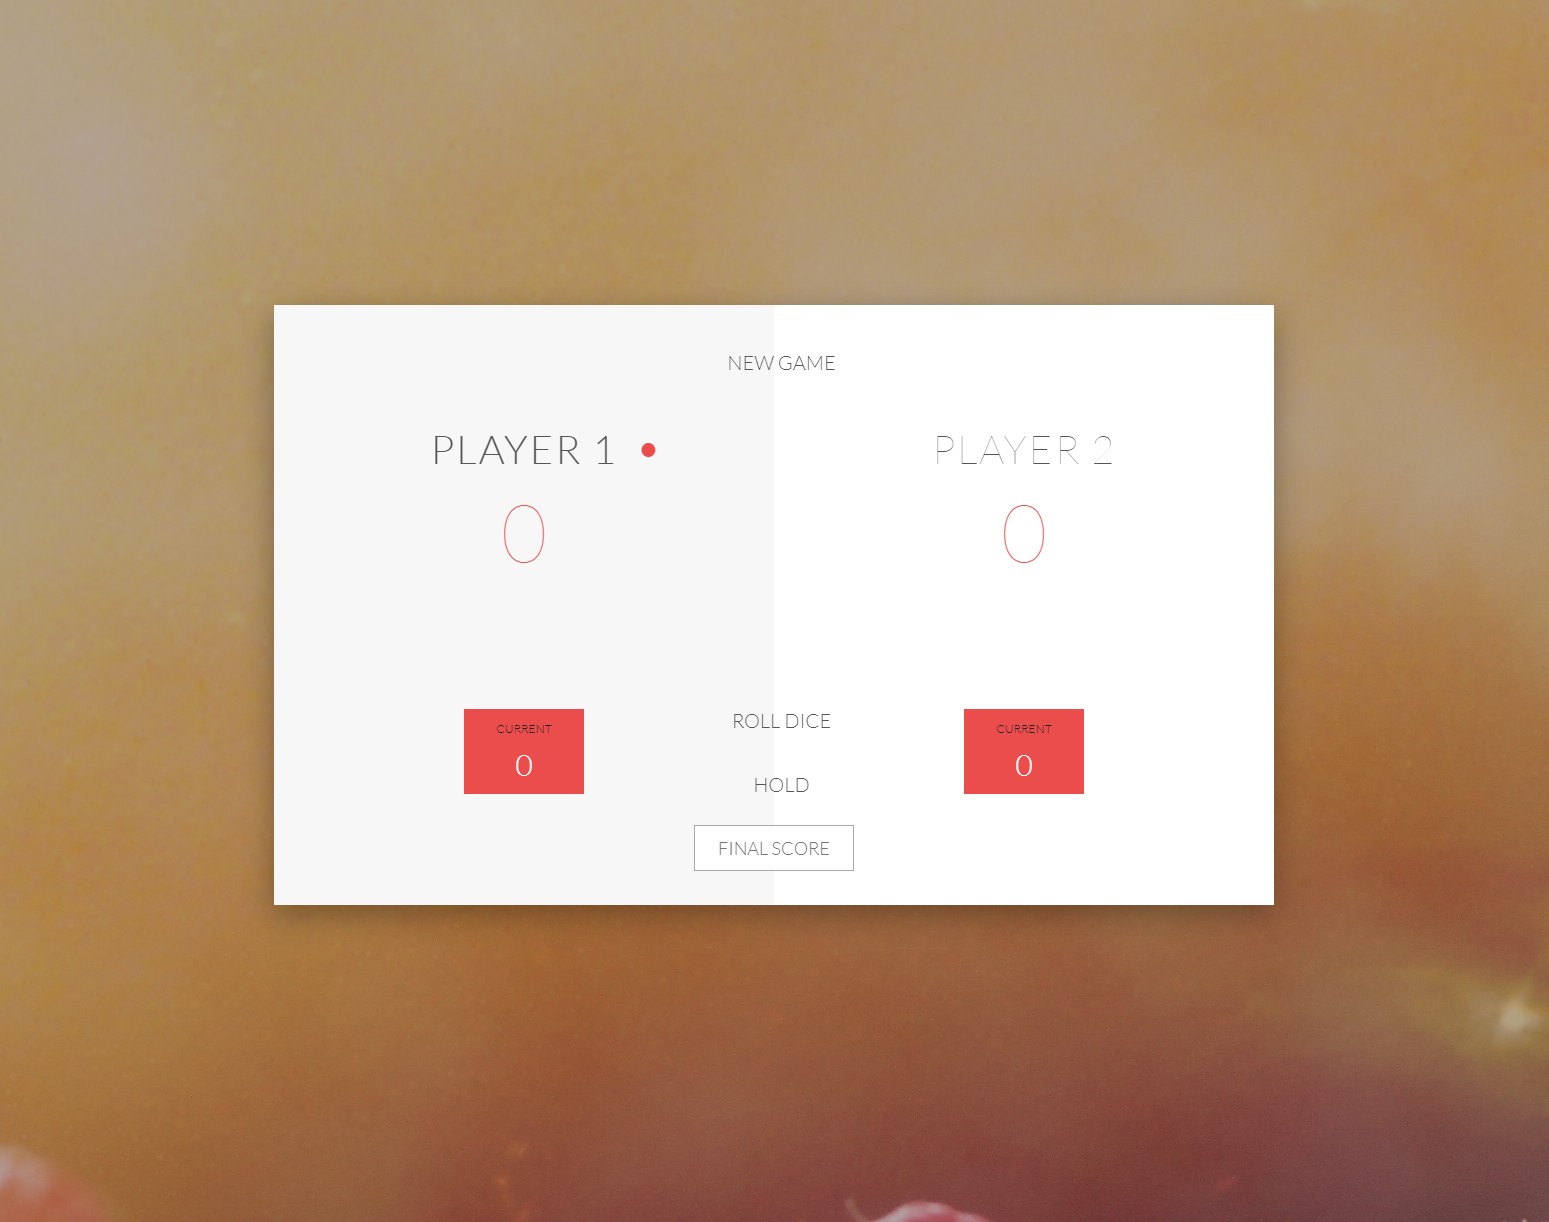 NEW GAME
PLAYER 1
PLAYER 2
0
0
CURRENT
0
ROLL DICE
CURRENT
0
HOLD
FINAL SCORE